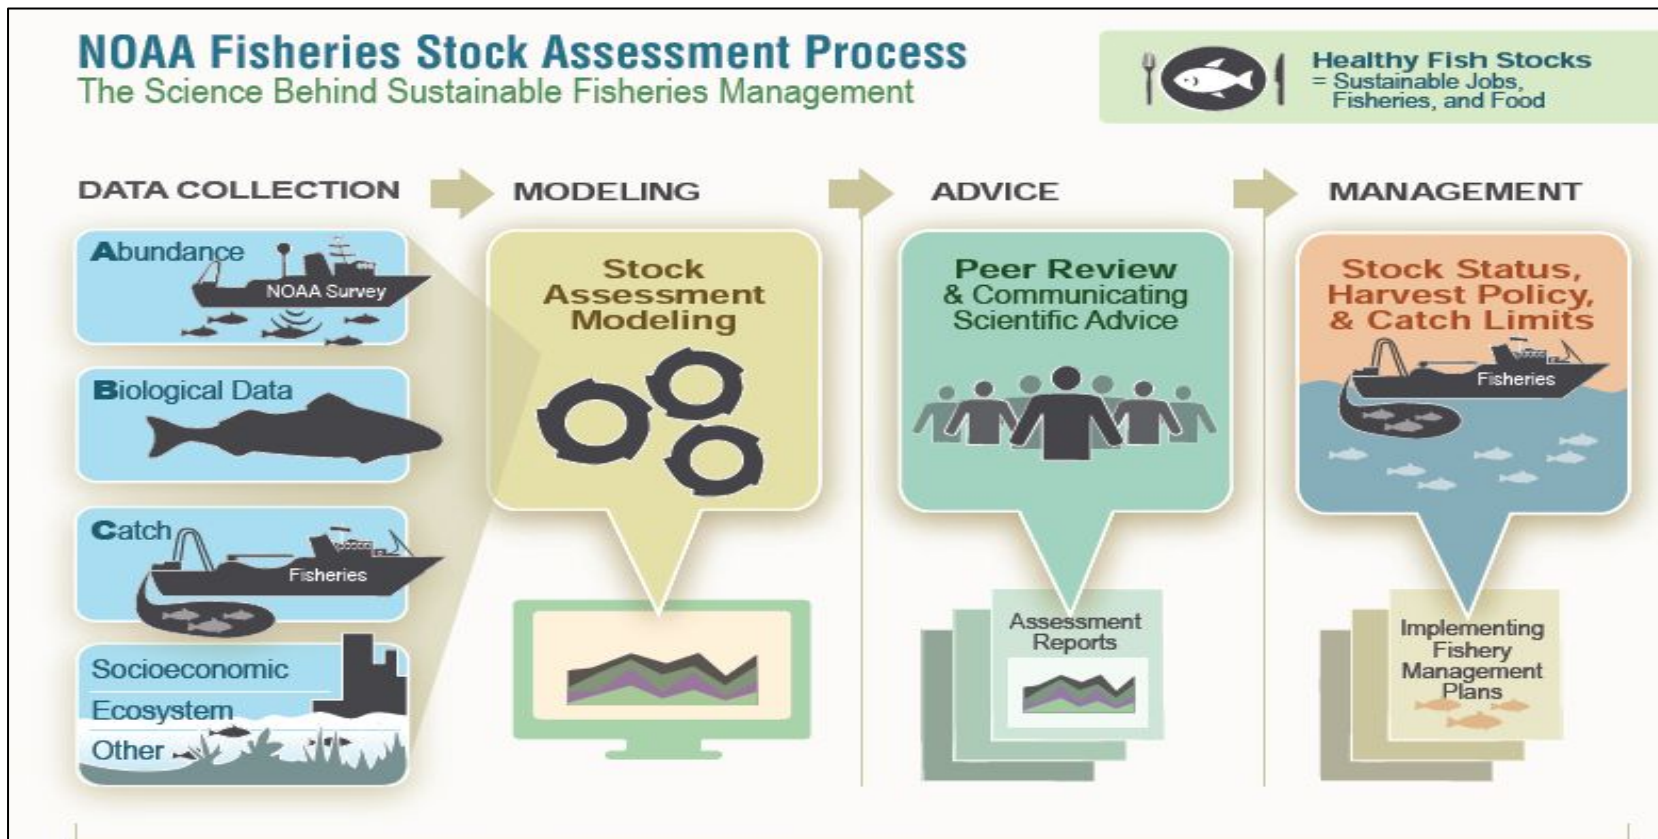 NOAA Fisheries Stock Assessment Process
The Science Behind Sustainable Fisheries Management
Healthy Fish Stocks
= Sustainable Jobs,
Fisheries, and Food
DATA COLLECTION
MODELING
ADVICE
MANAGEMENT
Abundance
NOAA Survey
Biological Data
Catch
Fisheries
Socioeconomic
Ecosystem
Other
Stock
Assessment
Modeling
Peer Review
& Communicating
Scientific Advice
Assessment
Reports
Stock Status,
Harvest Policy,
& Catch Limits
Fisheries
Implementing
Fishery
Management
Plans